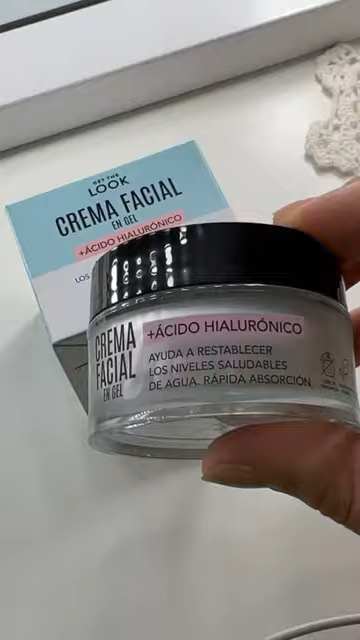 GET THE
LOOK
CREMA FACIAL
EN GEL
+ÁCIDO HIALURÓNICO
LOS
CREMA
FACIAL
EN GEL
+ÁCIDO HIALURÓNICO
AYUDA A RESTABLECER
LOS NIVELES SALUDABLES
DE AGUA. RÁPIDA ABSORCIÓN